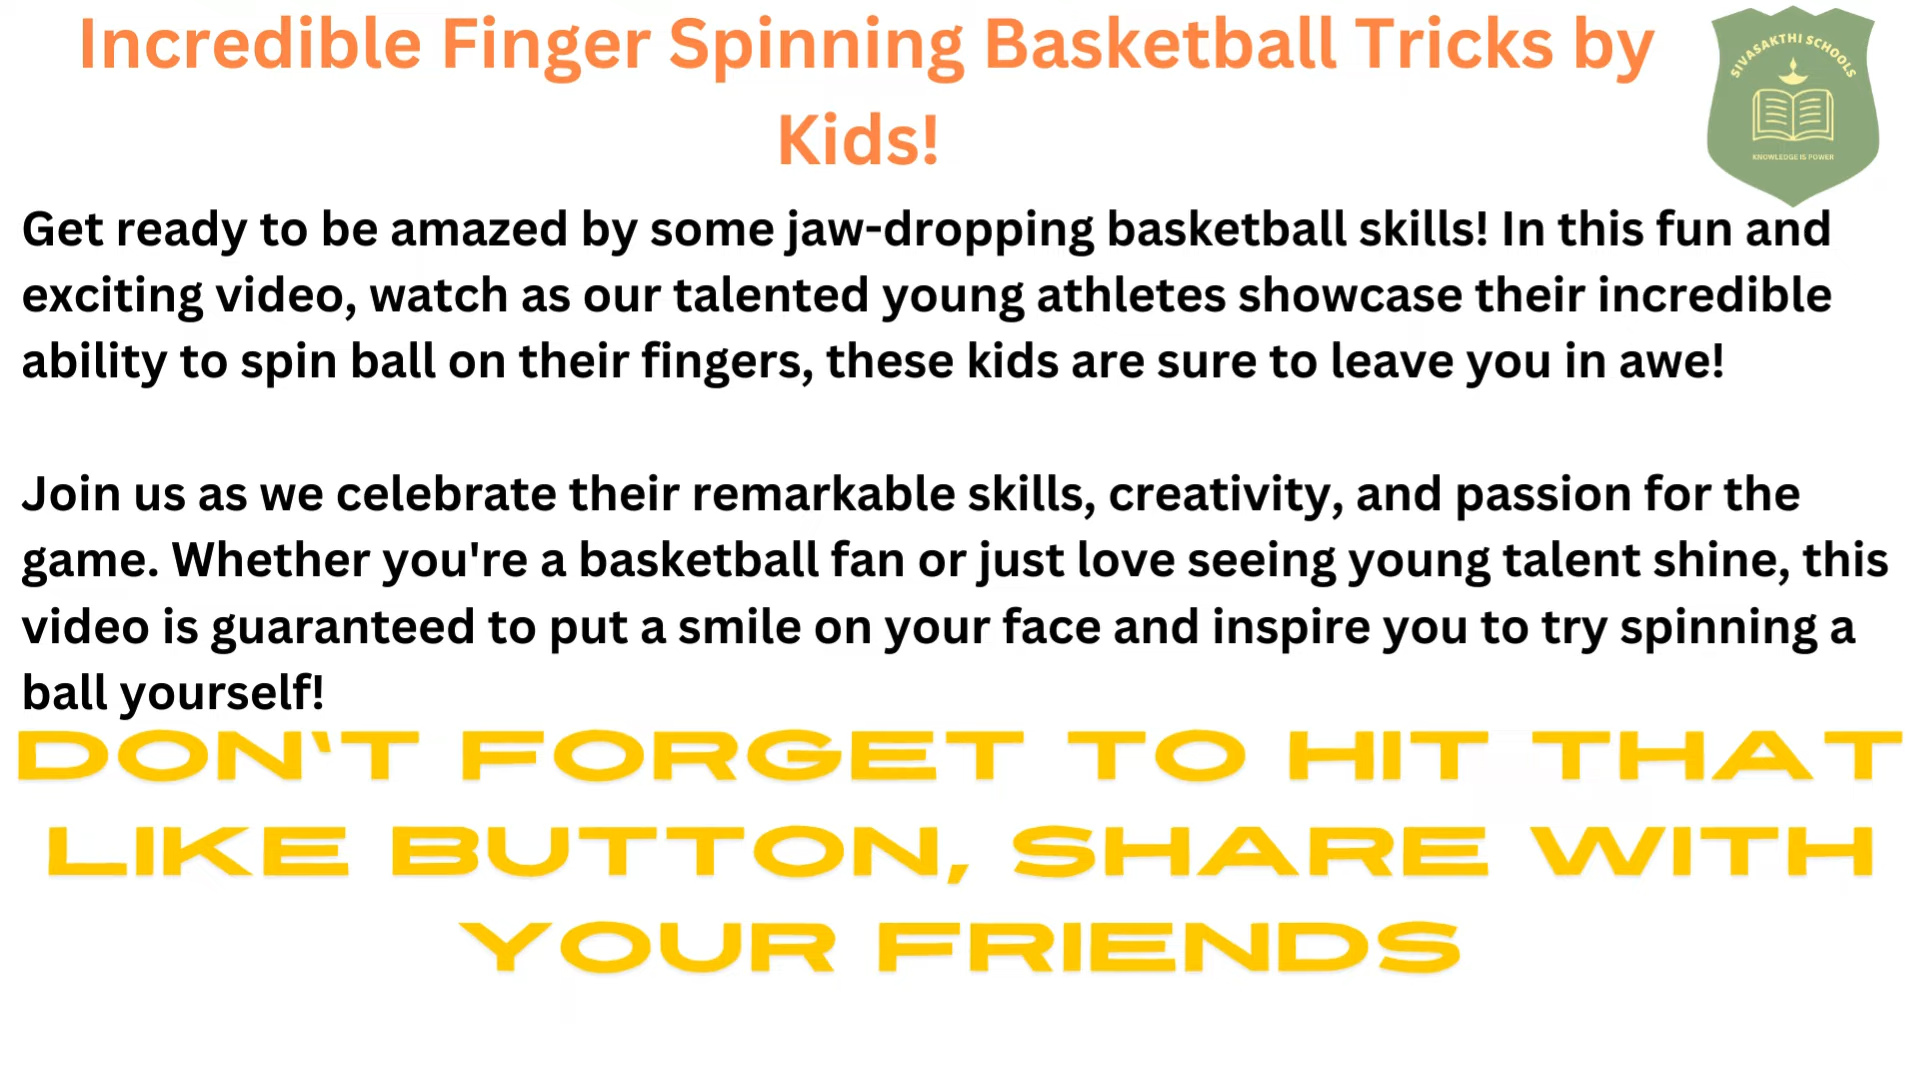 Incredible Finger Spinning Basketball Tricks by
Kids!
SIVASAKTHI SCHOOLS
KNOWLEDGE IS POWER
Get ready to be amazed by some jaw-dropping basketball skills! In this fun and
exciting video, watch as our talented young athletes showcase their incredible
ability to spin ball on their fingers, these kids are sure to leave you in awe!
Join us as we celebrate their remarkable skills, creativity, and passion for the
game. Whether you're a basketball fan or just love seeing young talent shine, this
video is guaranteed to put a smile on your face and inspire you to try spinning a
ball yourself!
DON'T FORGET TO HIT THAT
LIKE BUTTON, SHARE WITH
YOUR FRIENDS